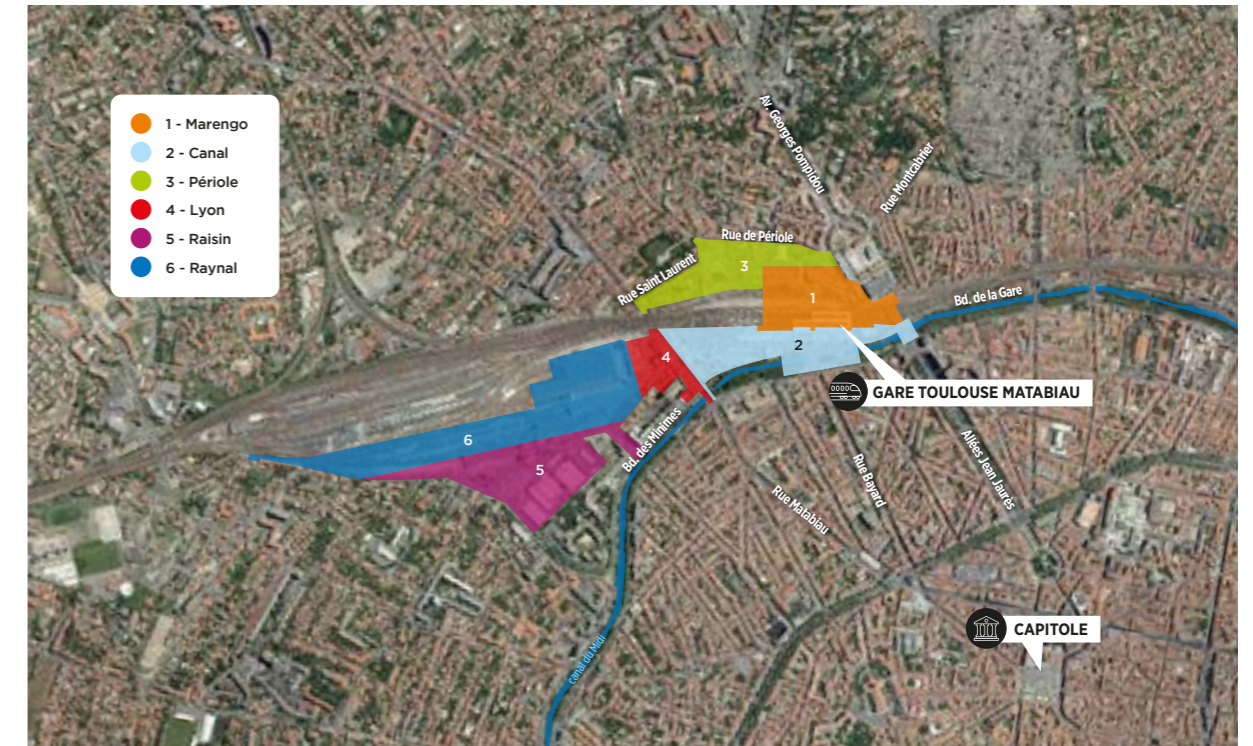 1 - Marengo
2 - Canal
3 - Périole
4 - Lyon
5 - Raisin
6 - Raynal
Av. Georges Pompidou
Rue Montcabrier
Rue de Périole
Rue Saint Laurent
3
1
Bd. de la Gare
2
4
GARE TOULOUSE MATABIAU
6
5
Bd. des Minimes
Rue Matabiau
Rue Bayard
Allées Jean Jaurès
canal du Midi
CAPITOLE